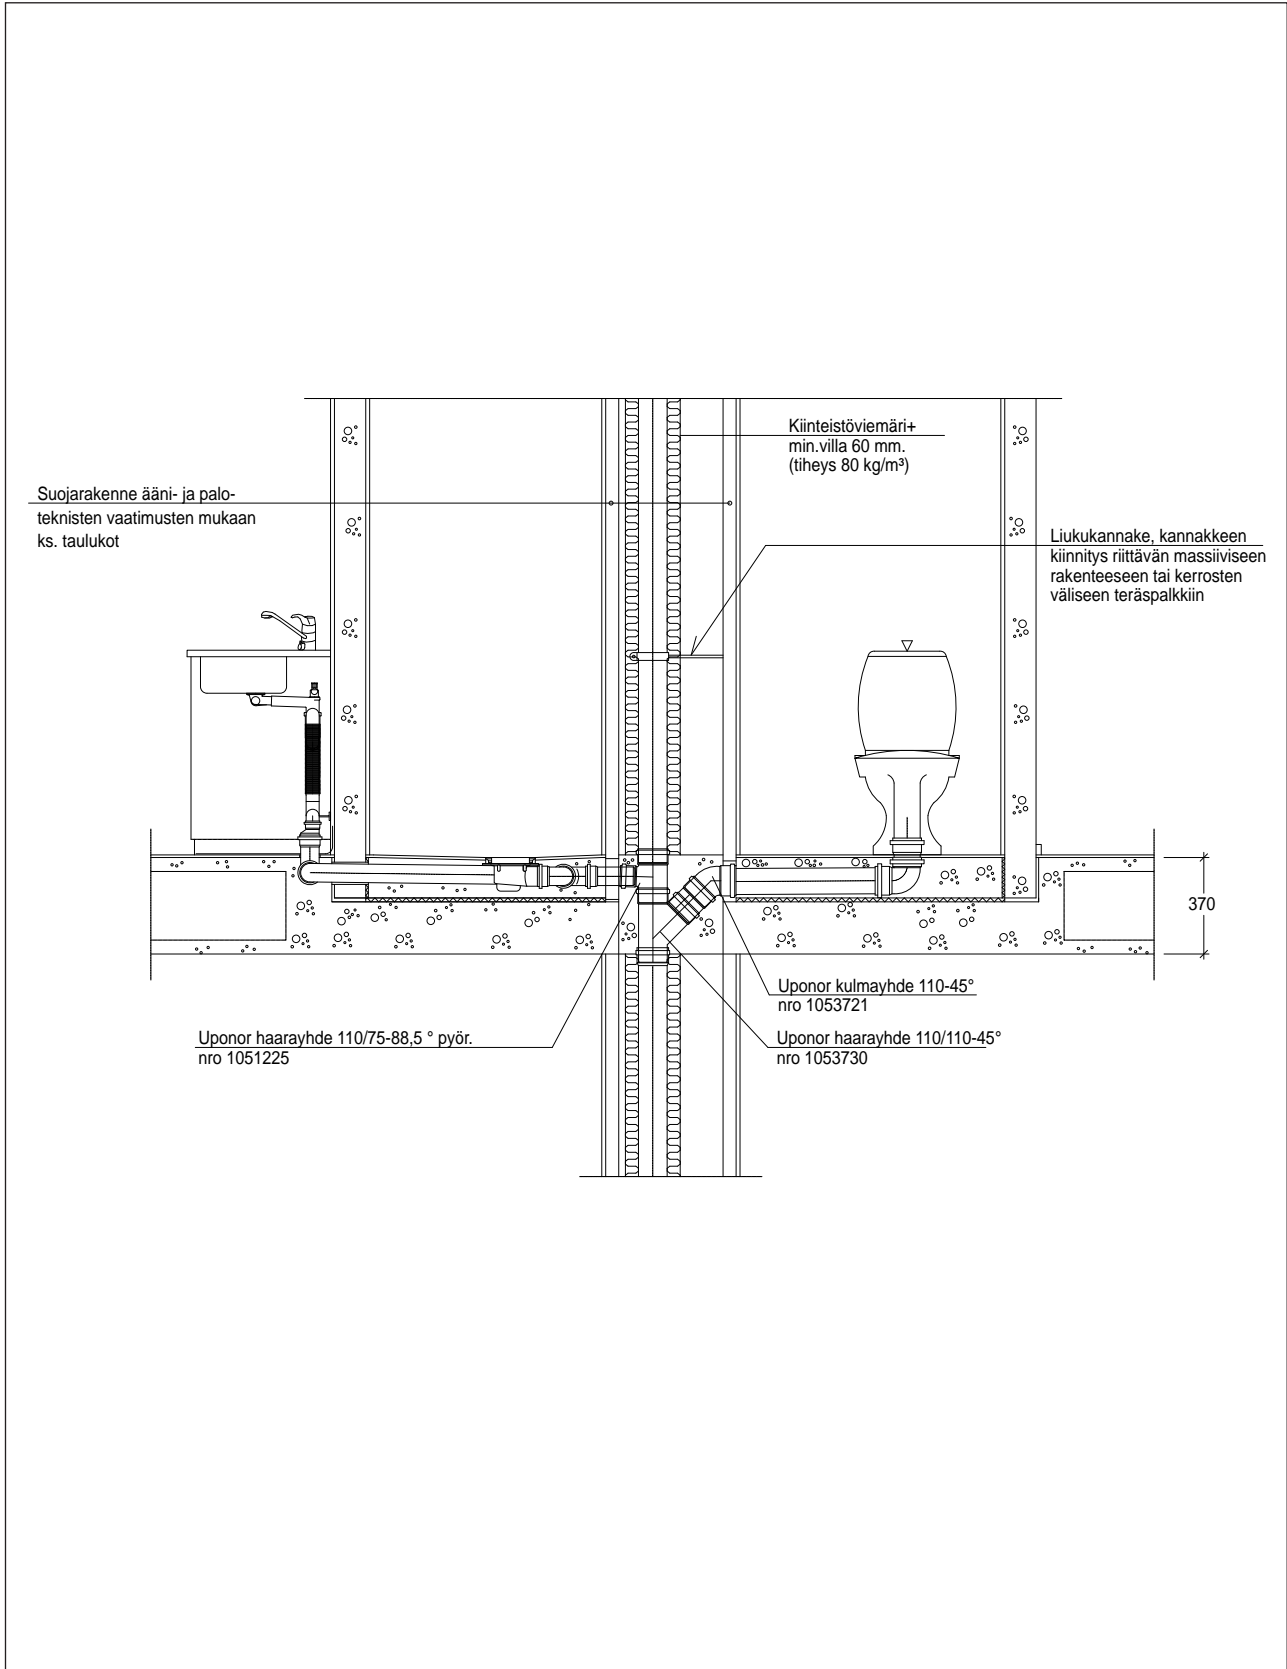 Kiinteistöviemäri+
min.villa 60 mm.
(tiheys 80 kg/m³)
Suojarakenne ääni- ja palo-
teknisten vaatimusten mukaan
ks. taulukot
Liukukannake, kannakkeen
kiinnitys riittävän massiiviseen
rakenteeseen tai kerrosten
väliseen teräspalkkiin
370
Uponor kulmayhde 110-45°
nro 1053721
Uponor haarayhde 110/75-88,5 ° pyör.
nro 1051225
Uponor haarayhde 110/110-45°
nro 1053730